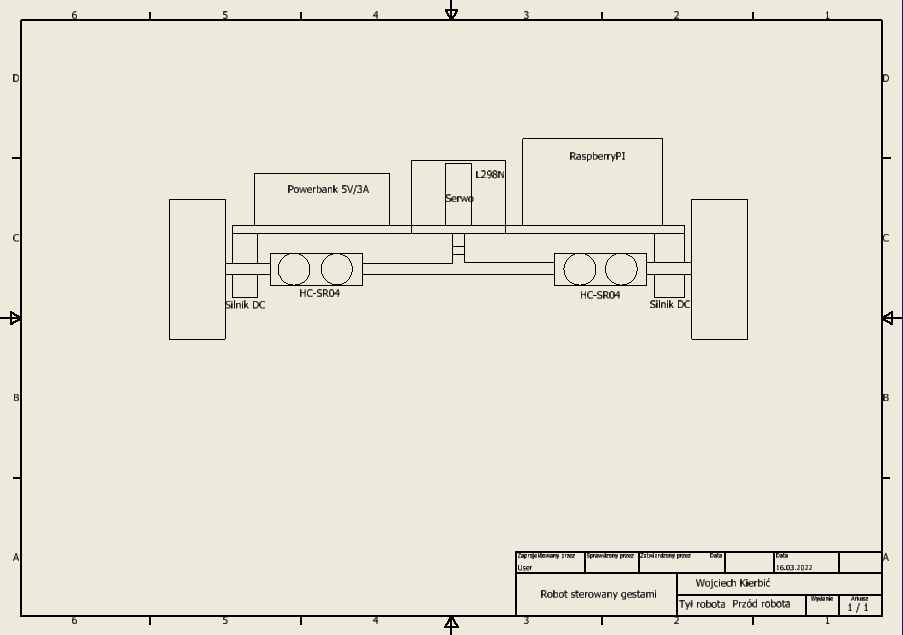 6 5 4 3 2 1
D D
RaspberryPI
L298N
Powerbank 5V/3A
Serwo
C C
HC-SR04 HC-SR04
Silnik DC Silnik DC
B B
A A
Zaprojektowany przez Sprawdzony przez Zatwierdzony przez Data Data
User 16.03.2022
Wojciech Kierbić
Robot sterowany gestami
Wydanie Arkusz
Tył robota Przód robota 1 / 1
6 5 4 3 2 1